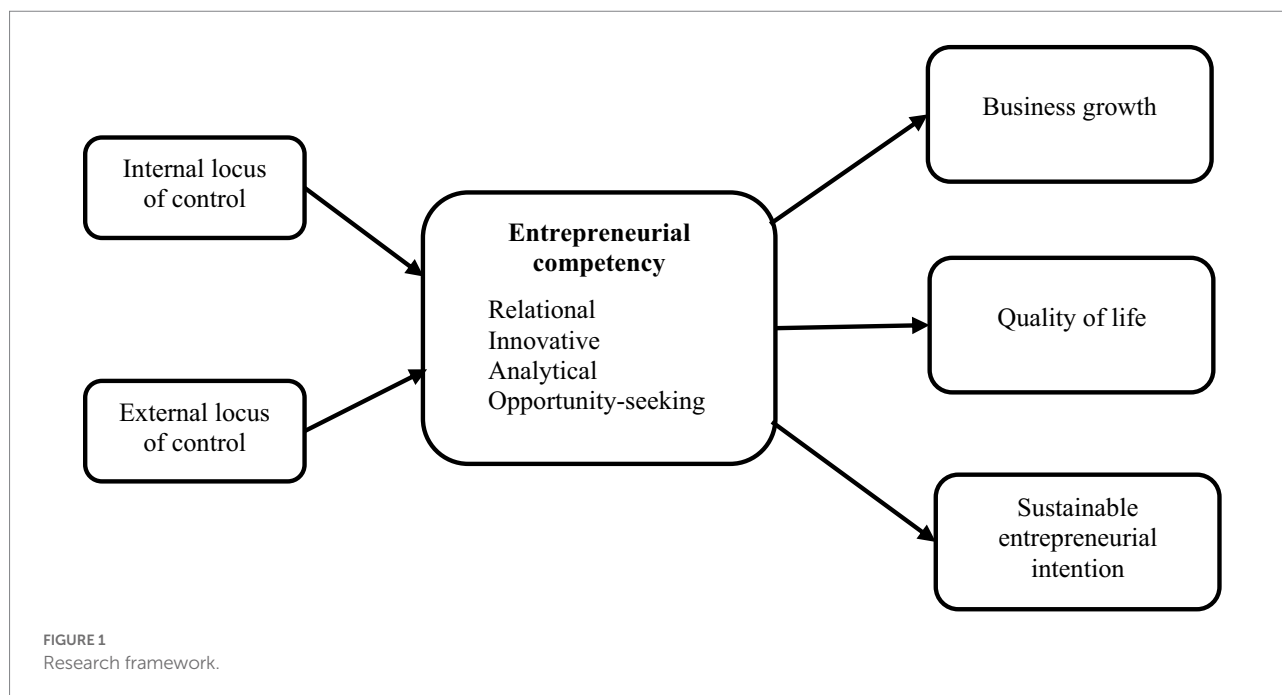 Internal locus
of control
External locus
of control
Entrepreneurial
competency
Relational
Innovative
Analytical
Opportunity-seeking
Business growth
Quality of life
Sustainable
entrepreneurial
intention
FIGURE 1
Research framework.